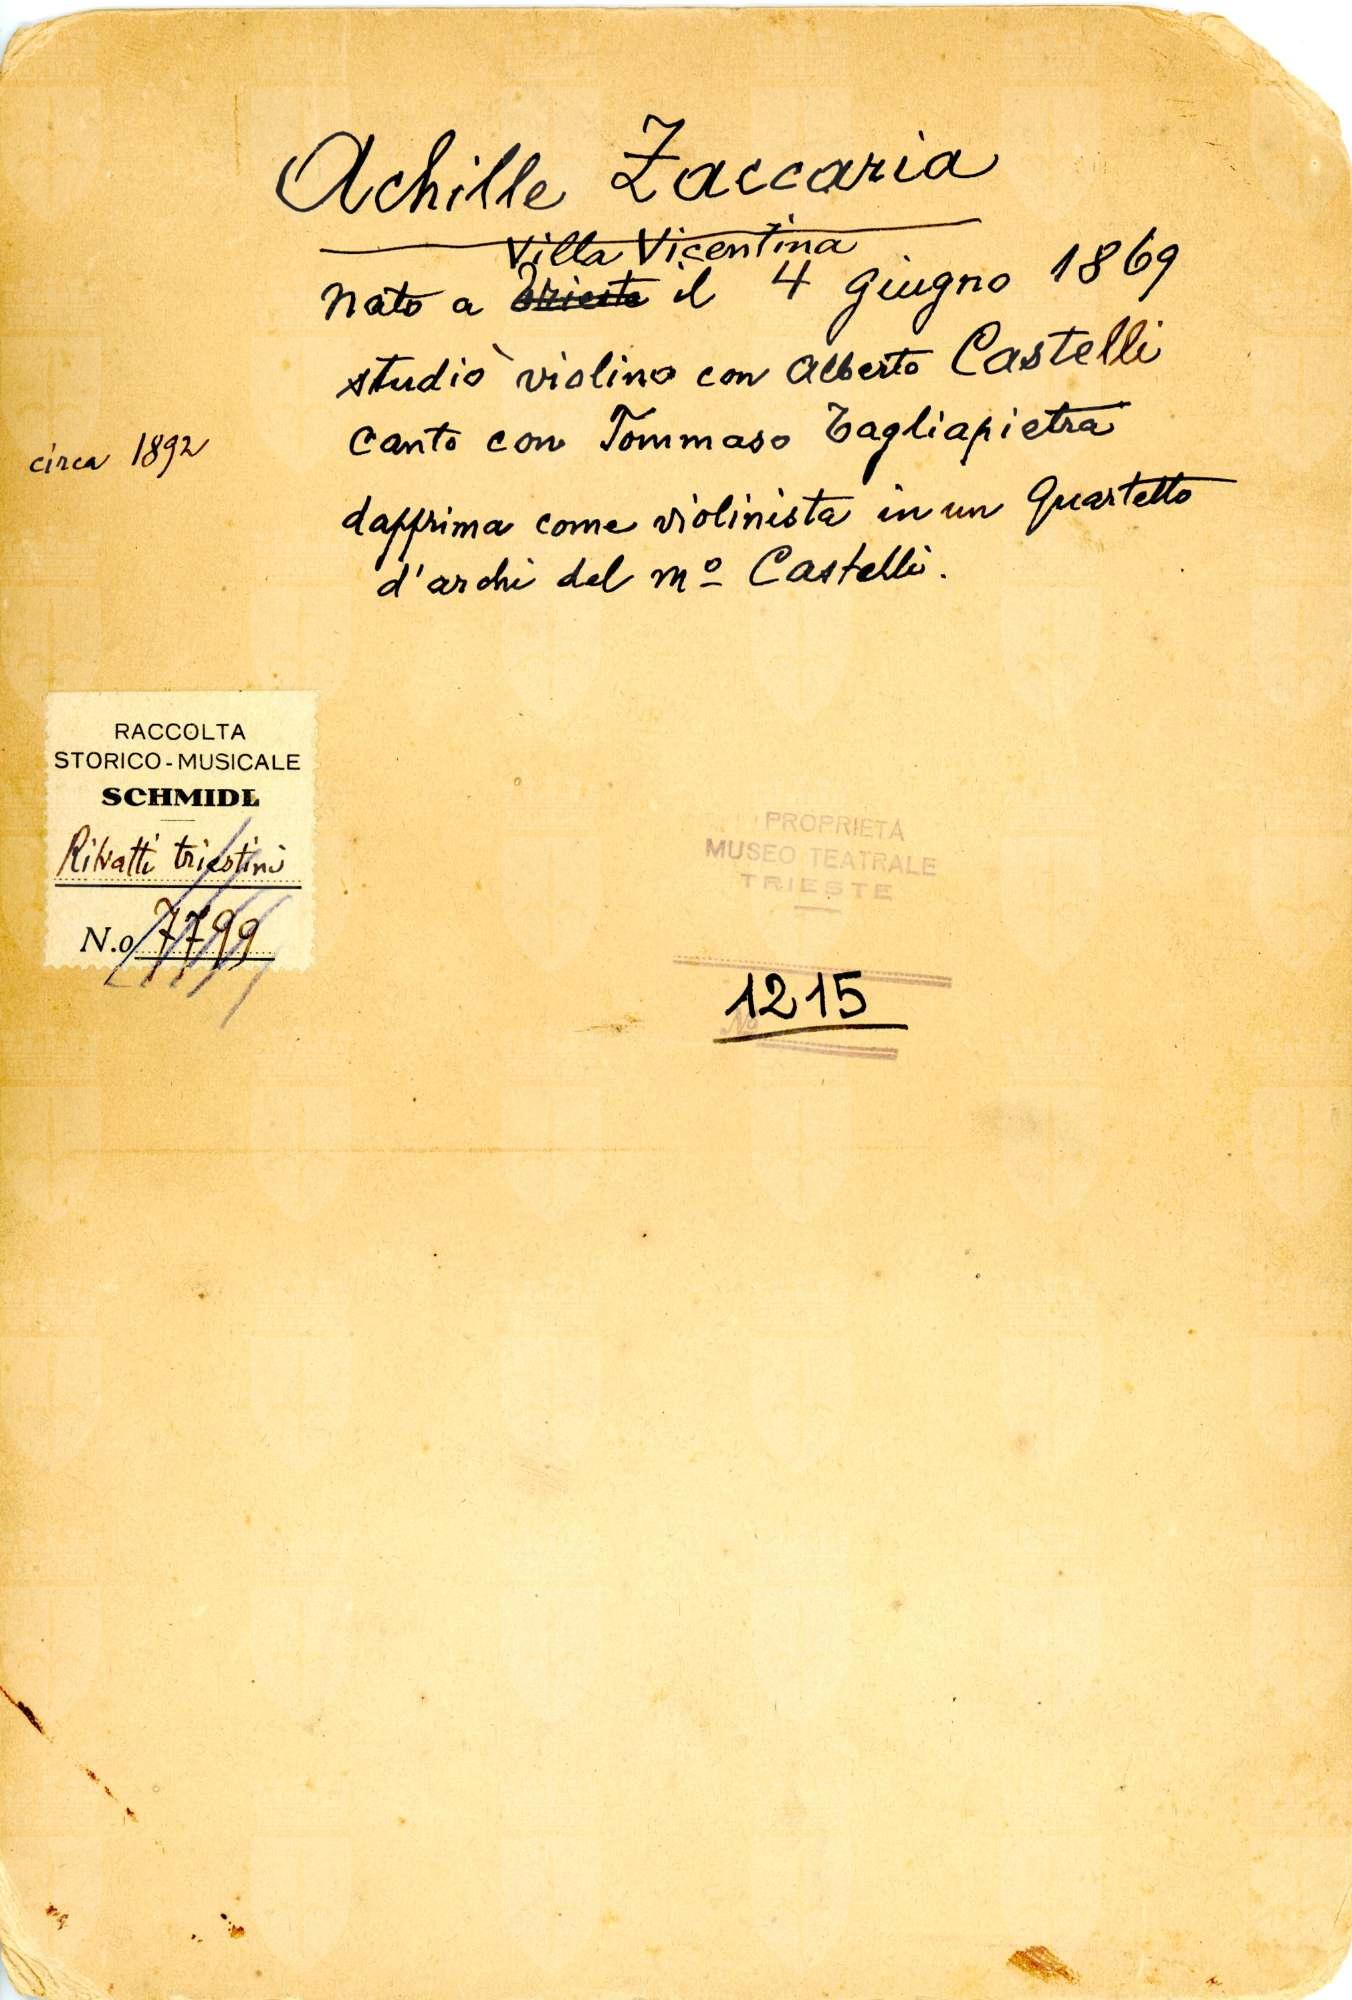 Achille Zaccaria
Villa Vicentina
nato a Trieste il 4 giugno 1869
studiò violino con Alberto Castelli
canto con Tommaso Tagliapietra
circa 1892
dapprima come violinista in un Quartetto
d'archi del mº Castelli.
RACCOLTA
STORICO-MUSICALE
SCHMIDL
Ritratti triestini
N.o 7799
PROPRIETÀ
MUSEO TEATRALE
TRIESTE
1215
No